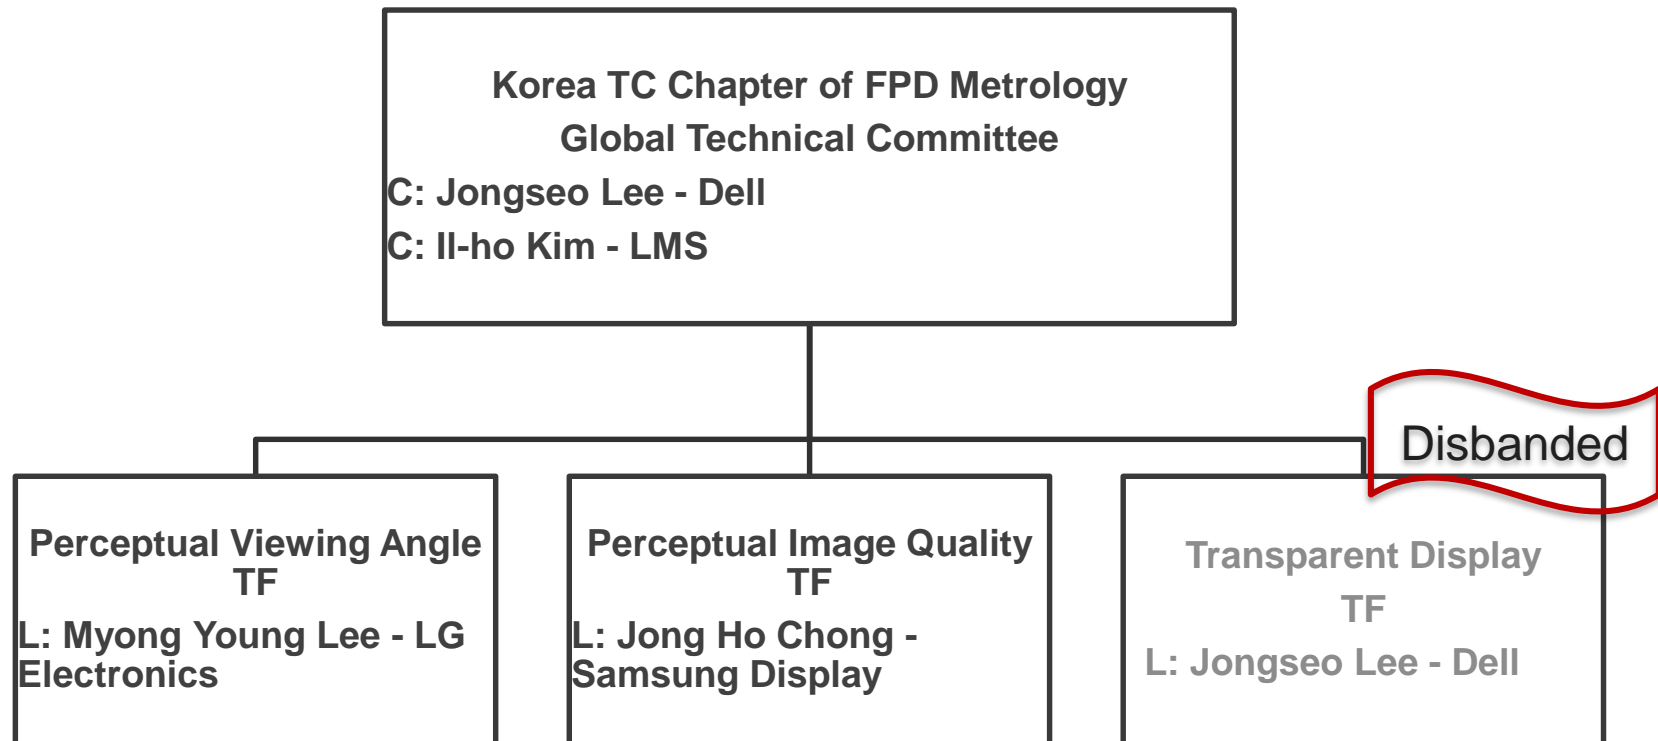 Korea TC Chapter of FPD Metrology
Global Technical Committee
C: Jongseo Lee - Dell
C: Il-ho Kim - LMS
Disbanded
Perceptual Viewing Angle
TF
L: Myong Young Lee - LG
Electronics
Perceptual Image Quality
TF
L: Jong Ho Chong -
Samsung Display
Transparent Display
TF
L: Jongseo Lee - Dell